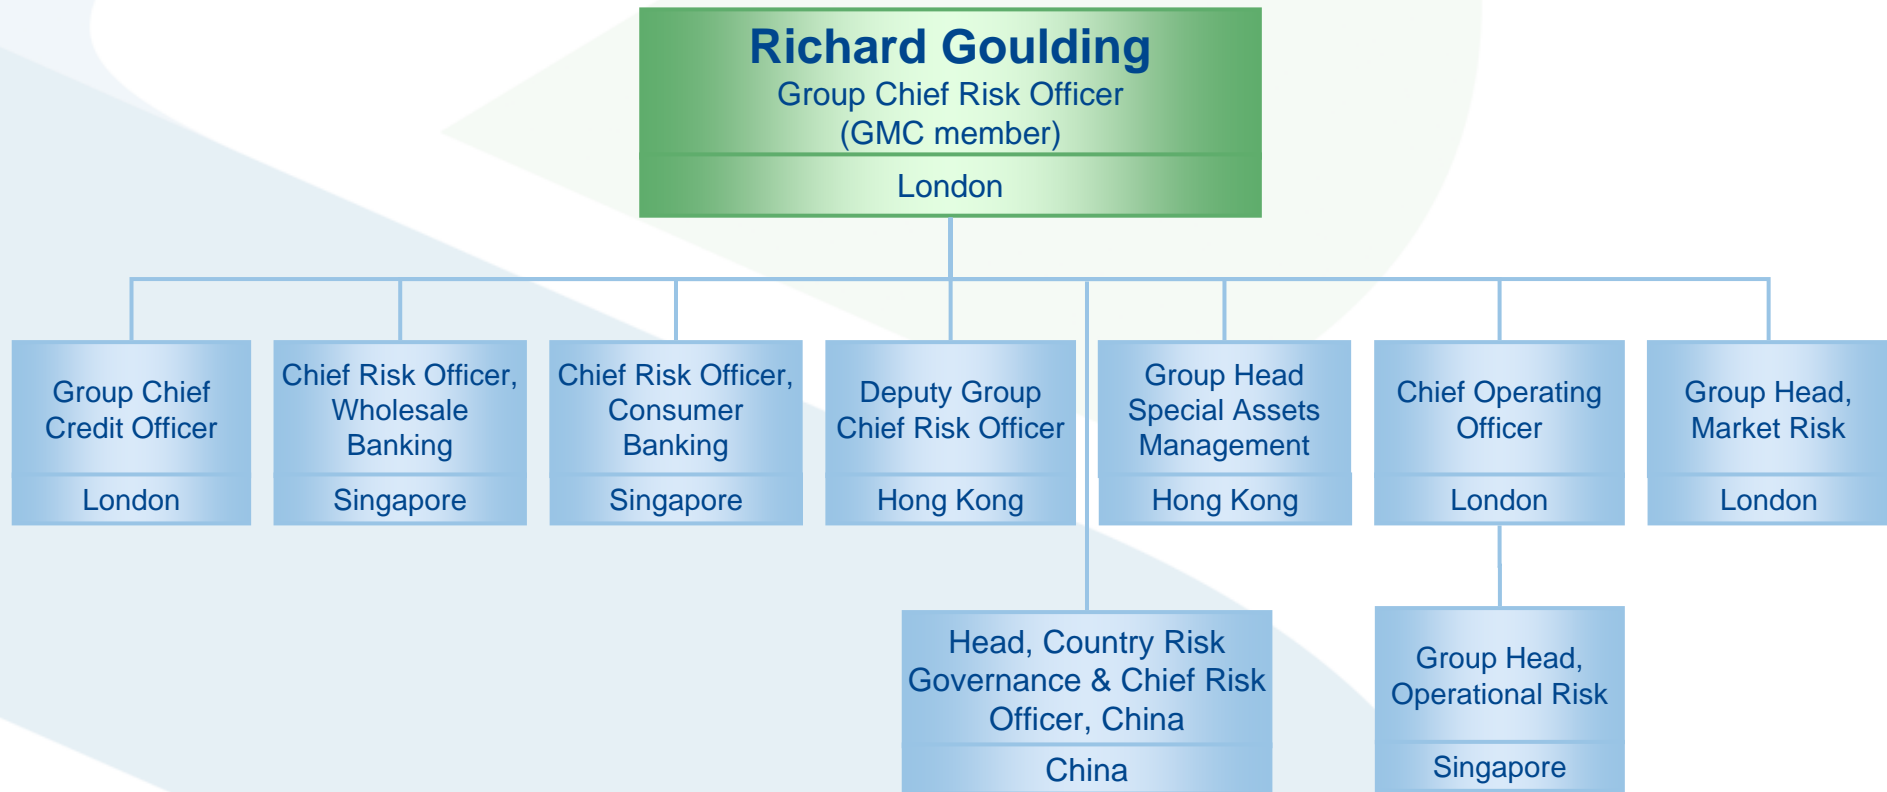 Richard Goulding
Group Chief Risk Officer
(GMC member)
London
Group Chief
Credit Officer
London
Chief Risk Officer,
Wholesale
Banking
Singapore
Chief Risk Officer,
Consumer
Banking
Singapore
Deputy Group
Chief Risk Officer
Hong Kong
Group Head
Special Assets
Management
Hong Kong
Chief Operating
Officer
London
Group Head,
Market Risk
London
Head, Country Risk
Governance & Chief Risk
Officer, China
China
Group Head,
Operational Risk
Singapore